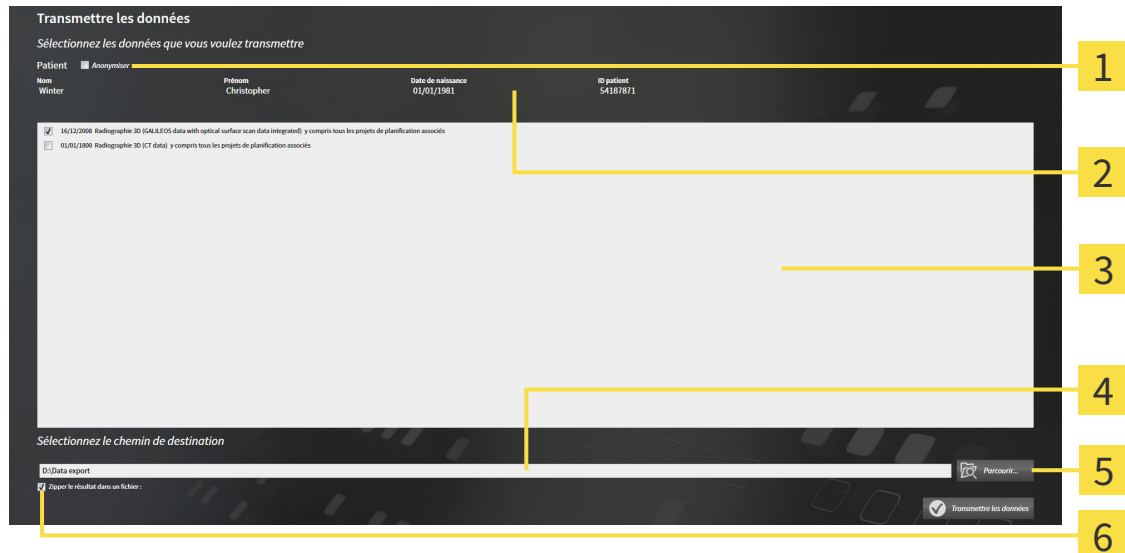 Transmettre les données
Sélectionnez les données que vous voulez transmettre
Patient Anonymiser
1
Nom Prénom Date de naissance ID patient
Winter Christopher 01/01/1981 54187871
16/12/2008 Radiographie 3D (GALILEOS data with optical surface scan data integrated) y compris tous les projets de planification associés
01/01/1800 Radiographie 3D (CT data) y compris tous les projets de planification associés
2
3
4
Sélectionnez le chemin de destination
D:\Data export
Parcourir...
5
Zipper le résultat dans un fichier :
Transmettre les données
6